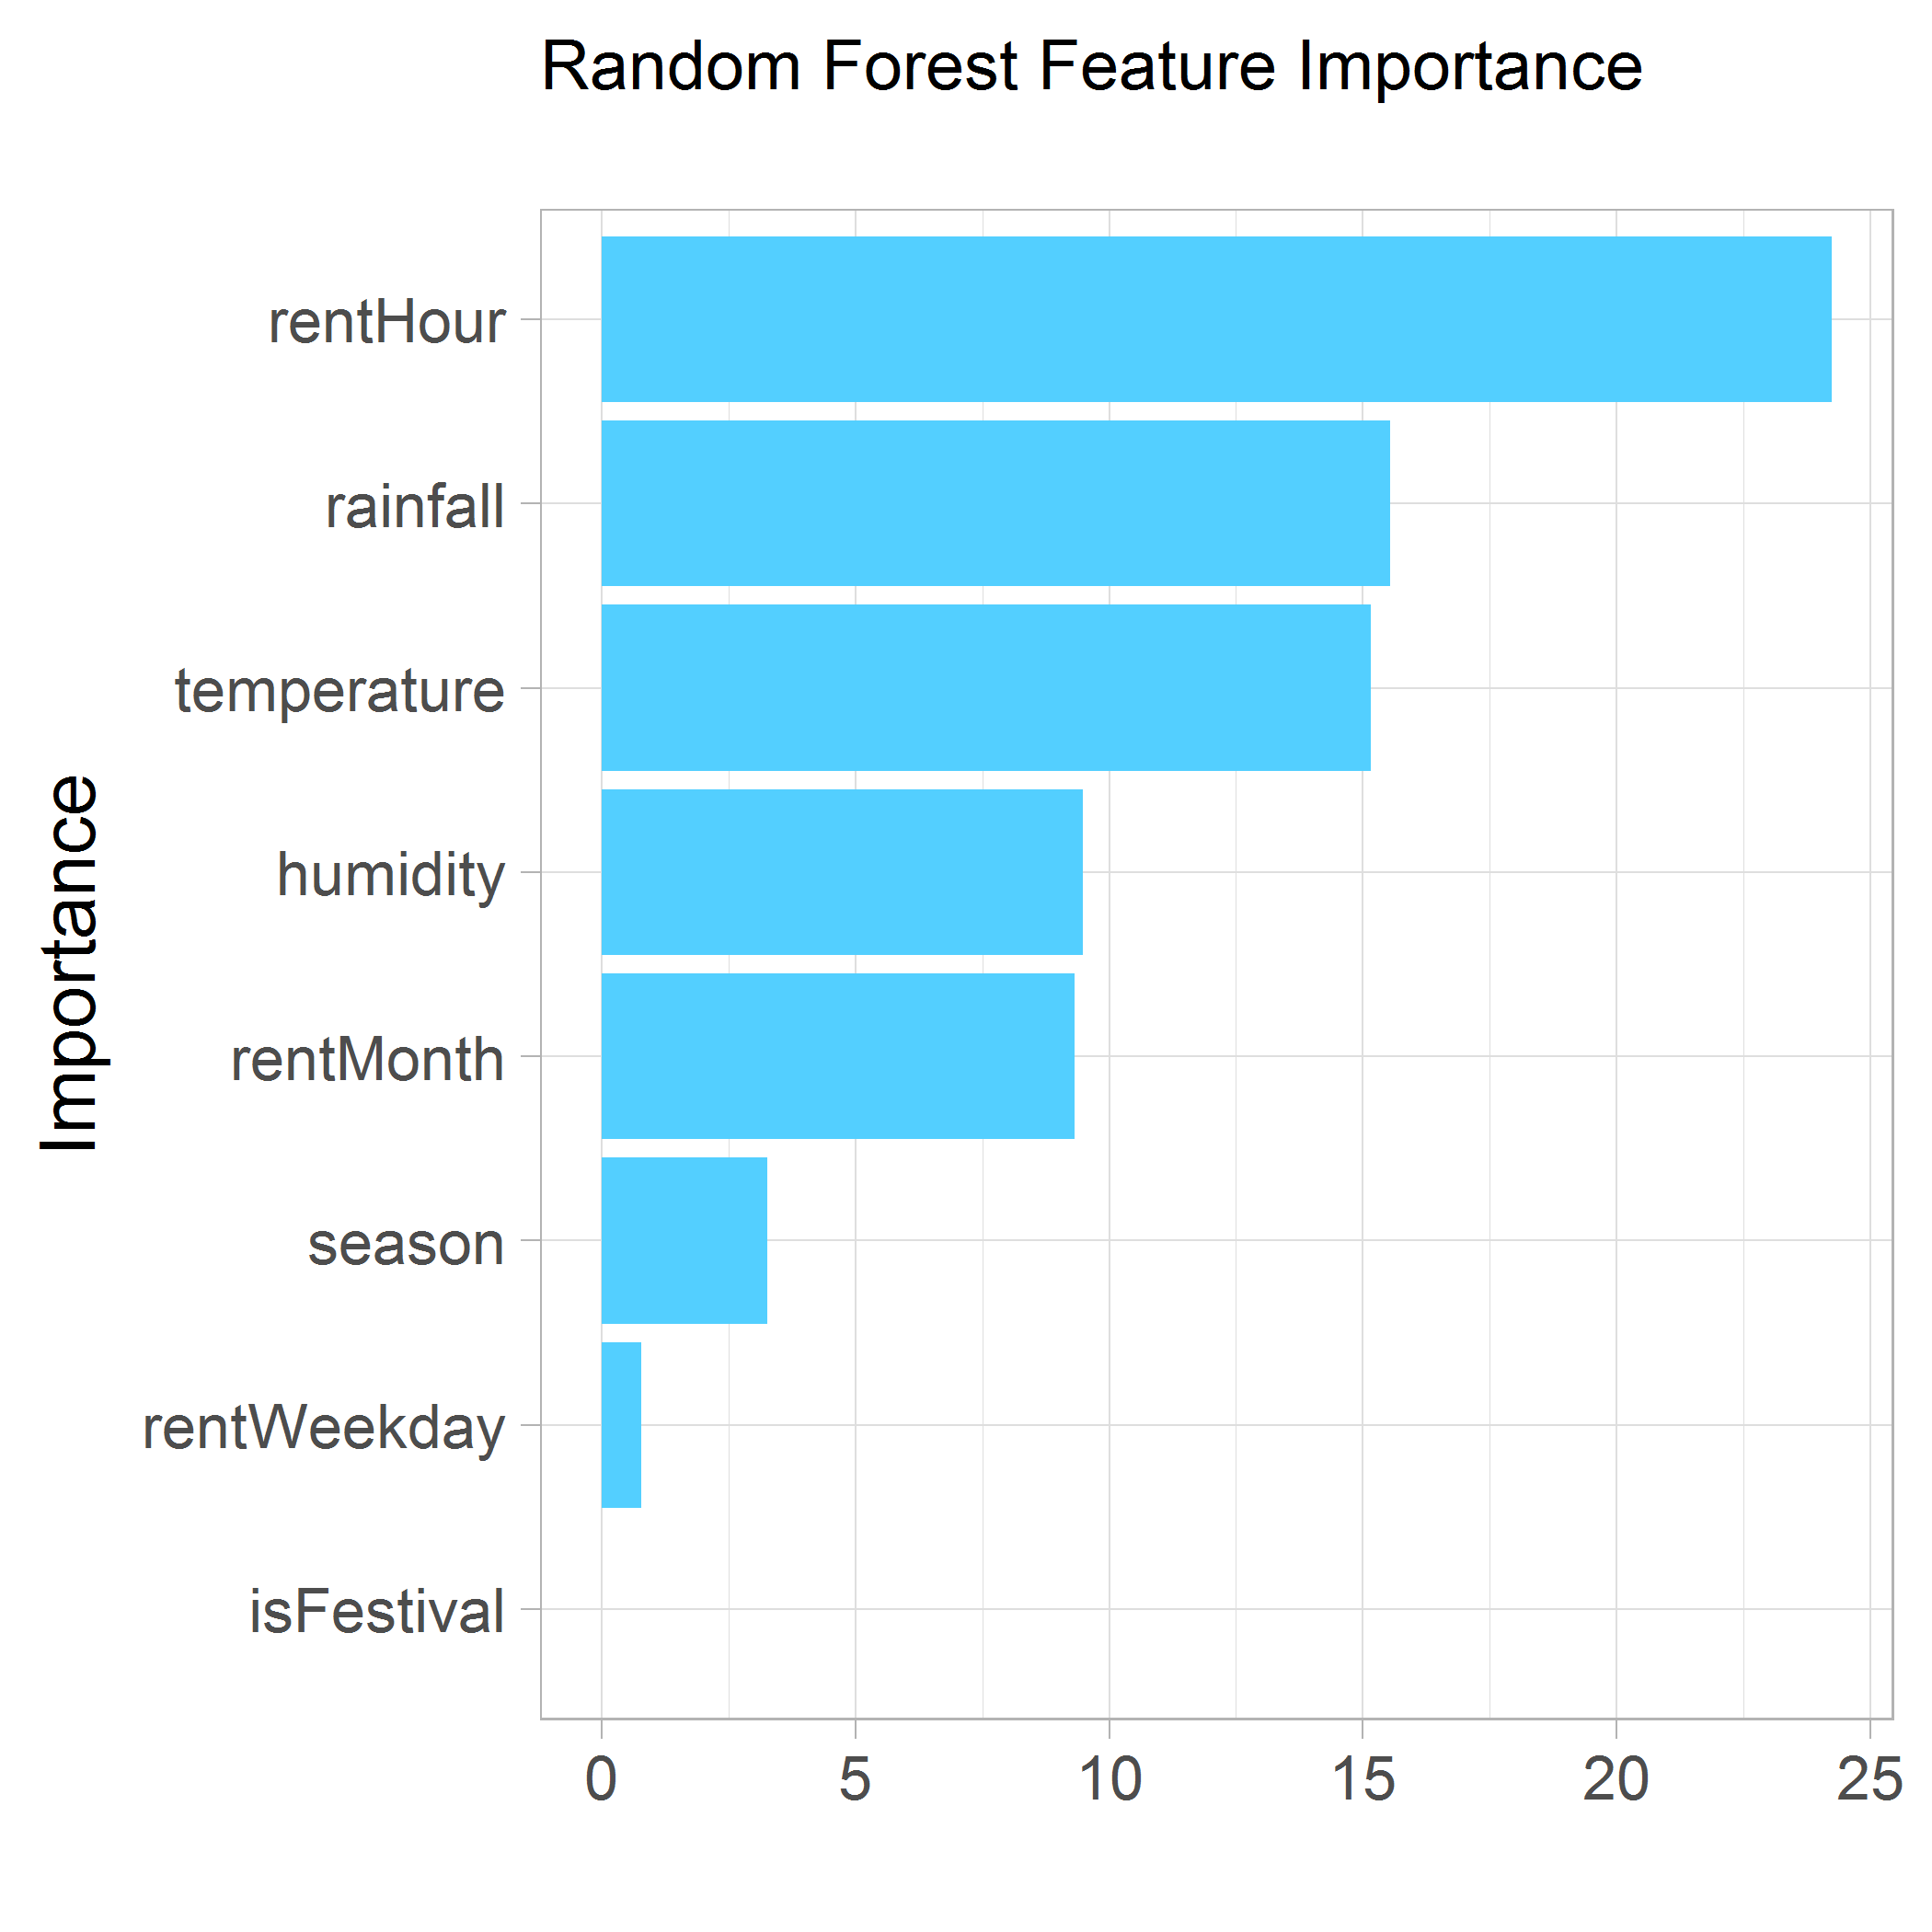 Random Forest Feature Importance
Importance
rentHour
rainfall
temperature
humidity
rentMonth
season
rentWeekday
isFestival
0 5 10 15 20 25